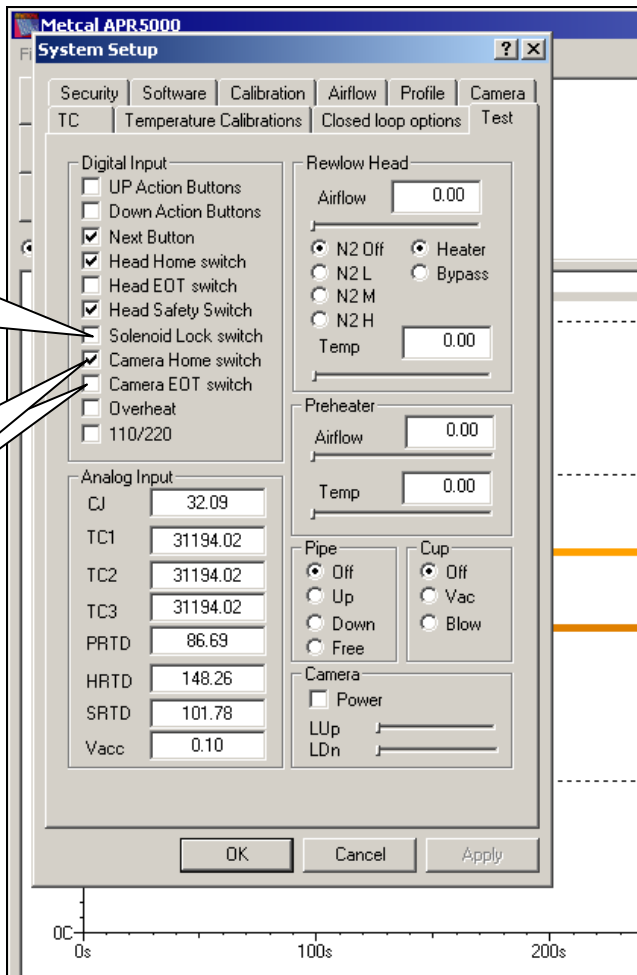 Metcal APR5000
Fi
System Setup
Security Software Calibration Airflow Profile Camera
TC Temperature Calibrations Closed loop options Test
Digital Input
UP Action Buttons
Down Action Buttons
Next Button
Head Home switch
Head EOT switch
Head Safety Switch
Solenoid Lock switch
Camera Home switch
Camera EOT switch
Overheat
110/220
Analog Input
CJ 32.09
TC1 31194.02
TC2 31194.02
TC3 31194.02
PRTD 86.69
HRTD 148.26
SRTD 101.78
Vacc 0.10
Rewlow Head
Airflow 0.00
N2 Off Heater
N2 L Bypass
N2 M
N2 H
Temp 0.00
Preheater
Airflow 0.00
Temp 0.00
Pipe
Off
Up
Down
Free
Cup
Off
Vac
Blow
Camera
Power
LUp
LDn
OK Cancel Apply
0C
0s 100s 200s